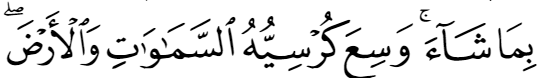 بِمَا شَآءَ ۚ وَسِعَ كُرْسِيُّهُ ٱلسَّمَٰوَٰتِ وَٱلْأَرْضَ ۖ